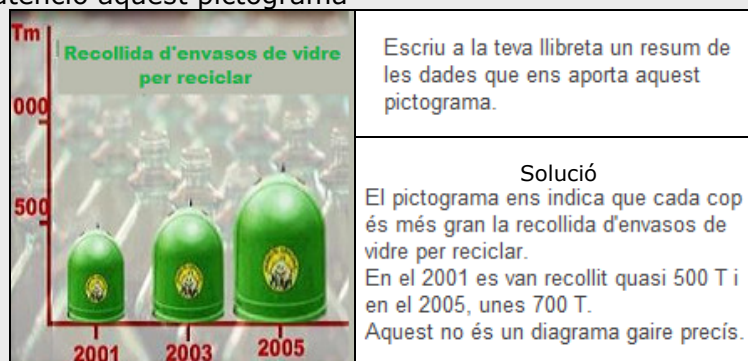 atenció aquest pictograma
Tm
Recollida d'envasos de vidre
per reciclar
000
500
2001 2003 2005
Escriu a la teva llibreta un resum de
les dades que ens aporta aquest
pictograma.
Solució
El pictograma ens indica que cada cop
és més gran la recollida d'envasos de
vidre per reciclar.
En el 2001 es van recollit quasi 500 T i
en el 2005, unes 700 T.
Aquest no és un diagrama gaire precís.